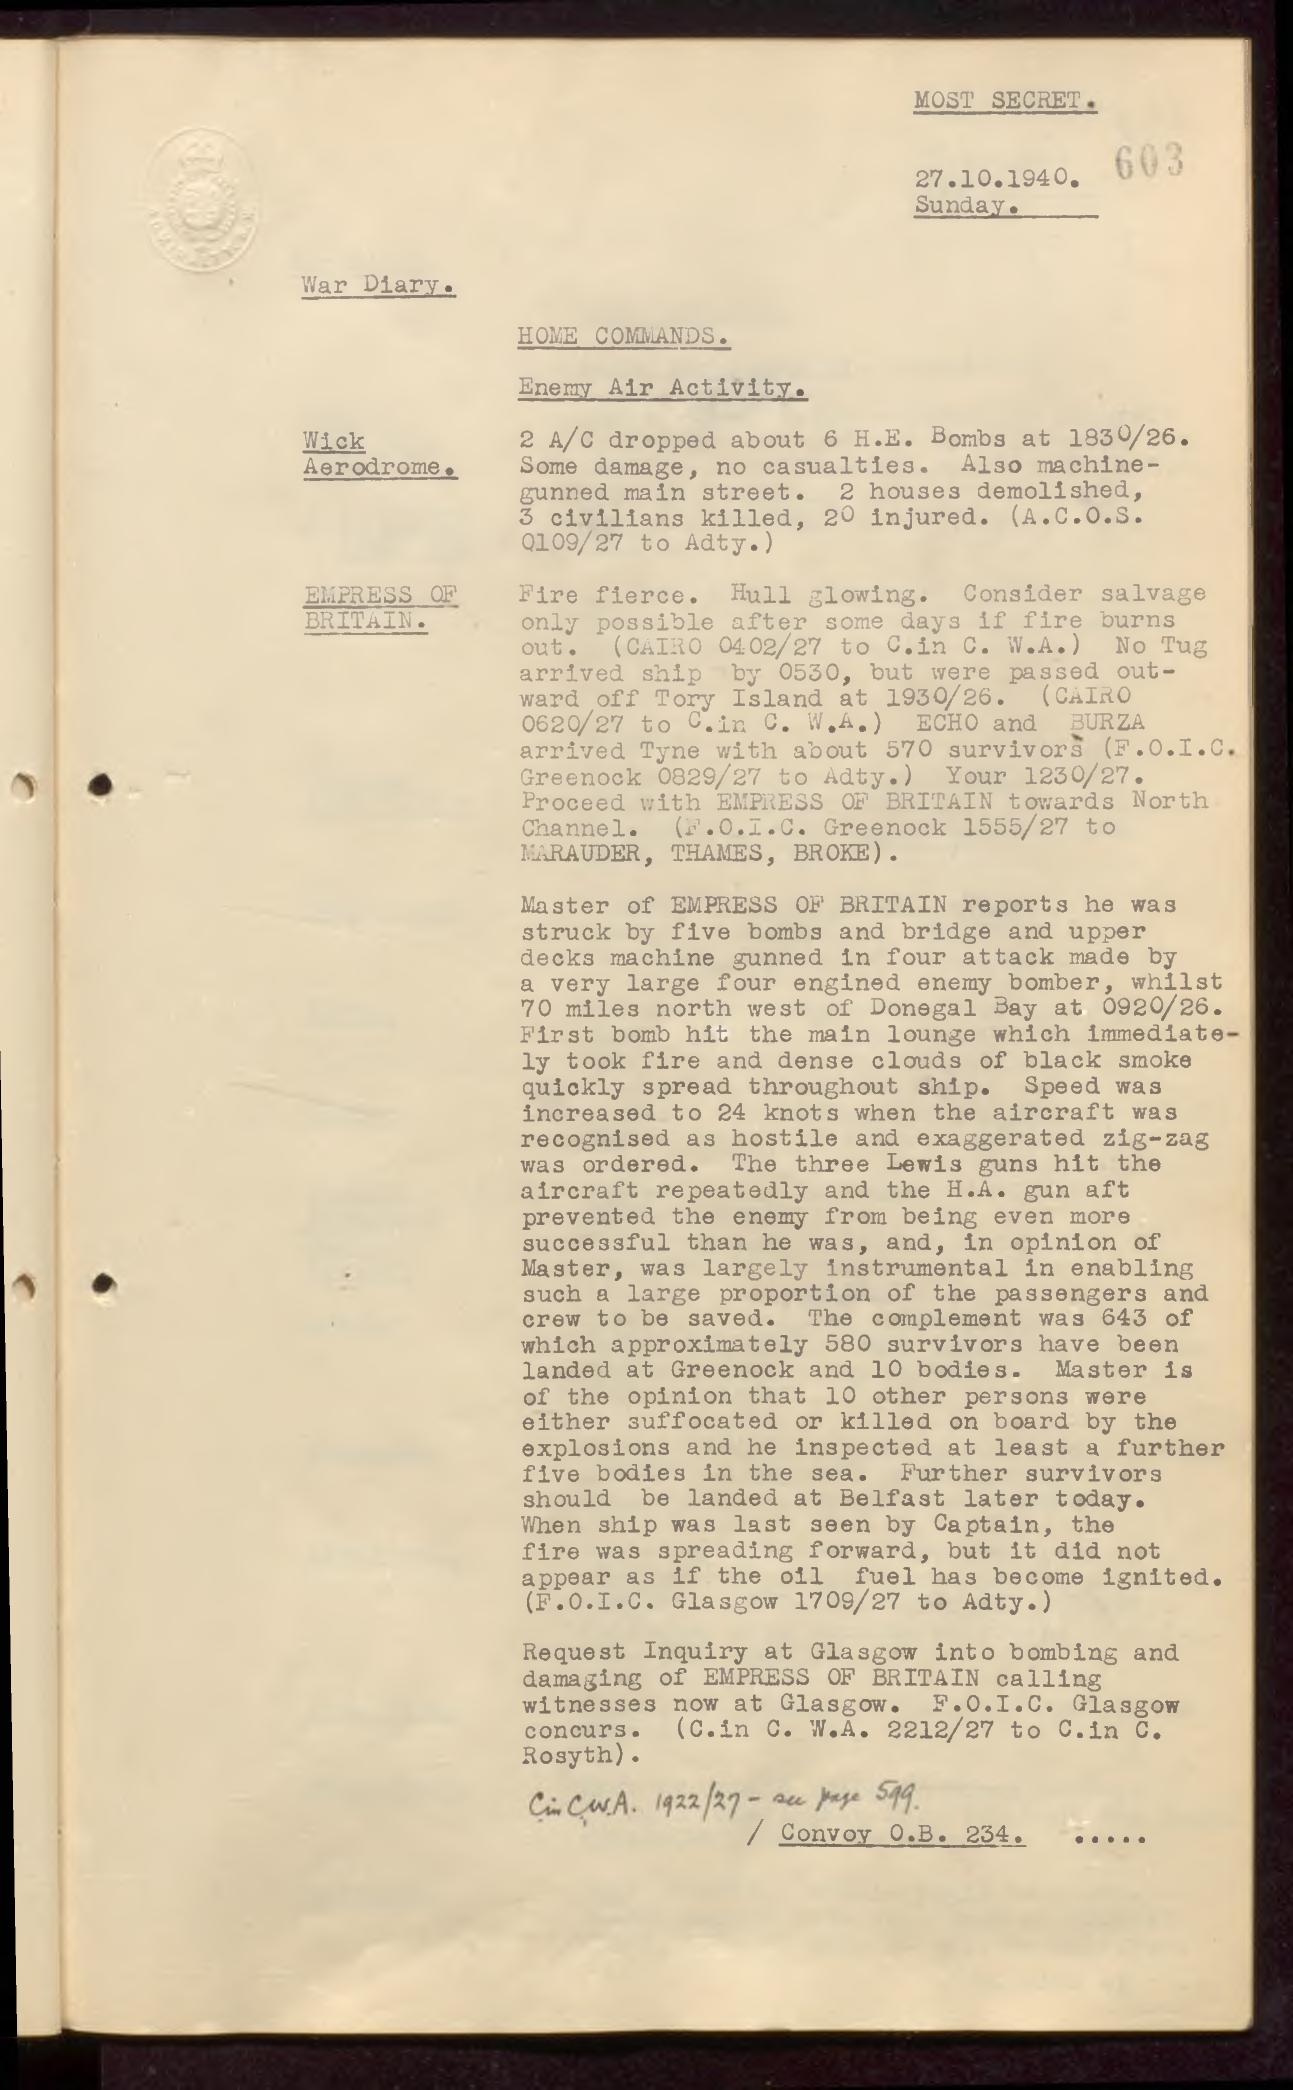 MOST SECRET.
603
27.10.1940.
Sunday.
War Diary.
HOME COMMANDS.
Enemy Air Activity.
Wick
Aerodrome.
2 A/C dropped about 6 H.E. Bombs at 1830/26.
Some damage, no casualties. Also machine-
gunned main street. 2 houses demolished,
3 civilians killed, 20 injured. (A.C.O.S.
0109/27 to Adty.)
EMPRESS OF
BRITAIN.
Fire fierce. Hull glowing. Consider salvage
only possible after some days if fire burns
out. (CAIRO 0402/27 to C.in C. W.A.) No Tug
arrived ship by 0530, but were passed out-
ward off Tory Island at 1930/26. (CAIRO
0620/27 to C.in C. W.A.) ECHO and BURZA
arrived Tyne with about 570 survivors (F.O.I.C.
Greenock 0829/27 to Adty.) Your 1230/27.
Proceed with EMPRESS OF BRITAIN towards North
Channel. (F.O.I.C. Greenock 1555/27 to
MARAUDER, THAMES, BROKE).
Master of EMPRESS OF BRITAIN reports he was
struck by five bombs and bridge and upper
decks machine gunned in four attack made by
a very large four engined enemy bomber, whilst
70 miles north west of Donegal Bay at 0920/26.
First bomb hit the main lounge which immediate-
ly took fire and dense clouds of black smoke
quickly spread throughout ship. Speed was
increased to 24 knots when the aircraft was
recognised as hostile and exaggerated zig-zag
was ordered. The three Lewis guns hit the
aircraft repeatedly and the H.A. gun aft
prevented the enemy from being even more
successful than he was, and, in opinion of
Master, was largely instrumental in enabling
such a large proportion of the passengers and
crew to be saved. The complement was 643 of
which approximately 580 survivors have been
landed at Greenock and 10 bodies. Master is
of the opinion that 10 other persons were
either suffocated or killed on board by the
explosions and he inspected at least a further
five bodies in the sea. Further survivors
should be landed at Belfast later today.
When ship was last seen by Captain, the
fire was spreading forward, but it did not
appear as if the oil fuel has become ignited.
(F.O.I.C. Glasgow 1709/27 to Adty.)
Request Inquiry at Glasgow into bombing and
damaging of EMPRESS OF BRITAIN calling
witnesses now at Glasgow. F.O.I.C. Glasgow
concurs. (C.in C. W.A. 2212/27 to C.in C.
Rosyth).
C in C. W.A. 1922/27 - see page 599.
/ Convoy O.B. 234. .....